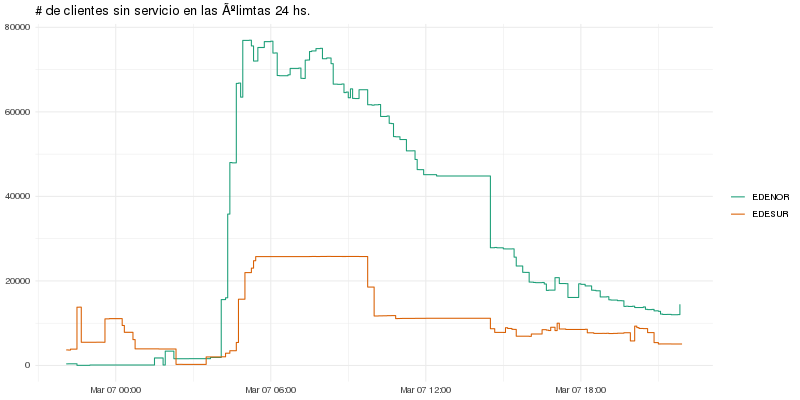 # de clientes sin servicio en las Ãºlimtas 24 hs.
80000
60000
40000
20000
0
Mar 07 00:00
Mar 07 06:00
Mar 07 12:00
Mar 07 18:00
EDENOR
EDESUR